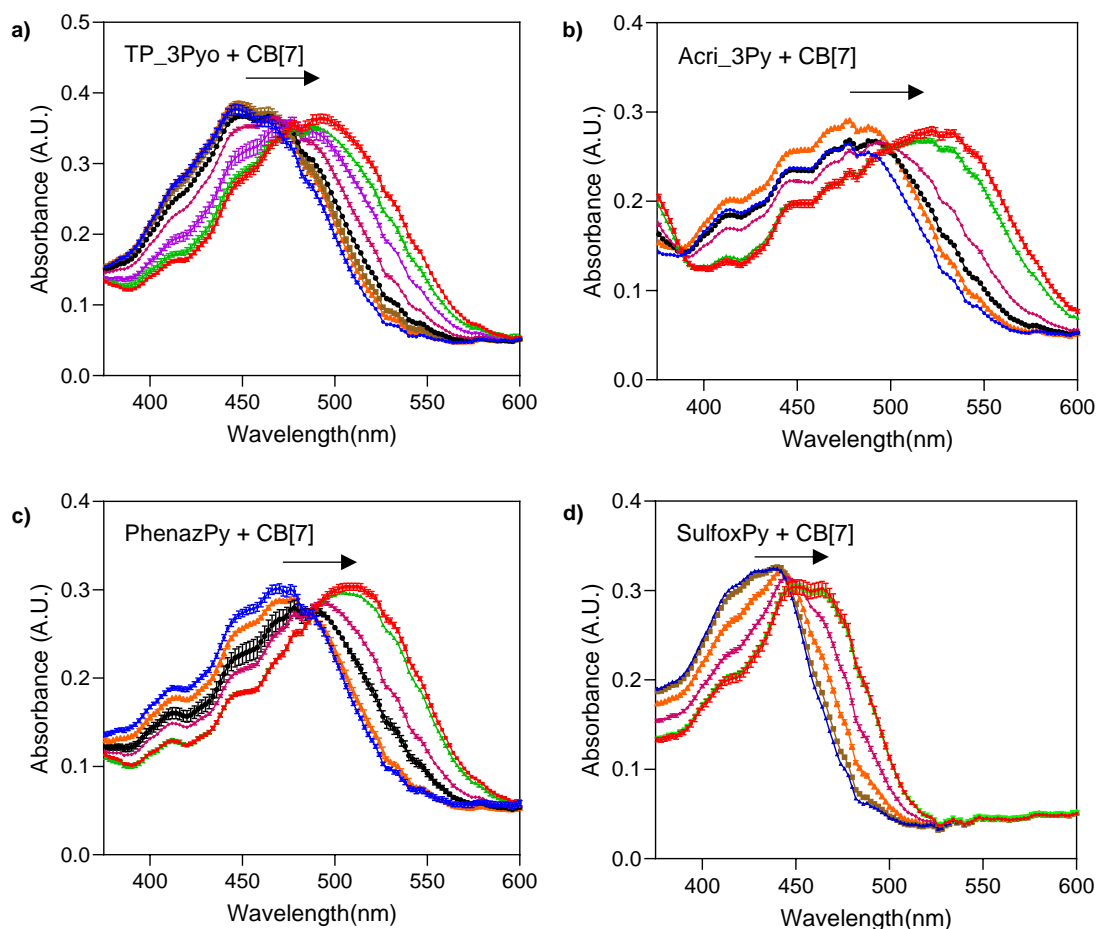 a)
TP_3Pyo + CB[7]
Absorbance (A.U.)
0.5
0.4
0.3
0.2
0.1
0.0
400
450
500
550
600
Wavelength(nm)
b)
Acri_3Py + CB[7]
Absorbance (A.U.)
0.4
0.3
0.2
0.1
0.0
400
450
500
550
600
Wavelength(nm)
c)
PhenazPy + CB[7]
Absorbance (A.U.)
0.4
0.3
0.2
0.1
0.0
400
450
500
550
600
Wavelength(nm)
d)
SulfoxPy + CB[7]
Absorbance (A.U.)
0.4
0.3
0.2
0.1
0.0
400
450
500
550
600
Wavelength(nm)